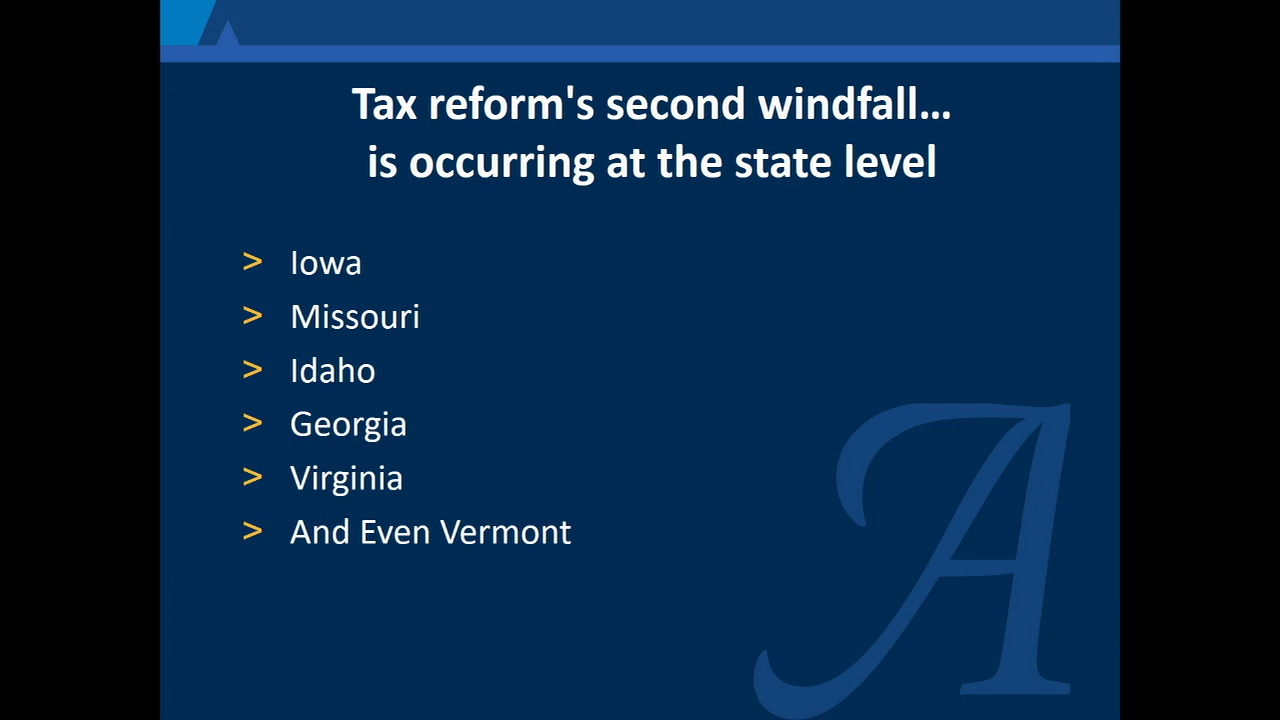 Tax reform's second windfall…
is occurring at the state level
> Iowa
> Missouri
> Idaho
> Georgia
> Virginia
> And Even Vermont
A